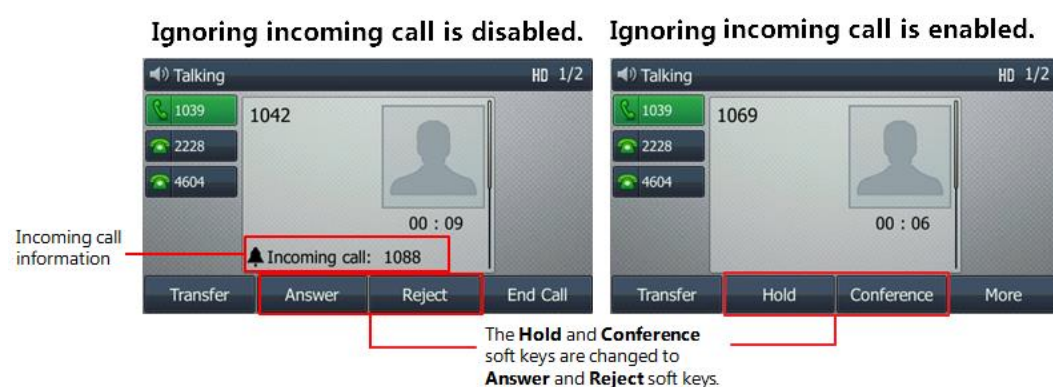 Ignoring incoming call is disabled.
Ignoring incoming call is enabled.
Talking HD 1/2
1039
2228
4604
1042
00 : 09
Incoming call: 1088
Transfer Answer Reject End Call
Talking HD 1/2
1039
2228
4604
1069
00 : 06
Transfer Hold Conference More
Incoming call
information
The Hold and Conference
soft keys are changed to
Answer and Reject soft keys.